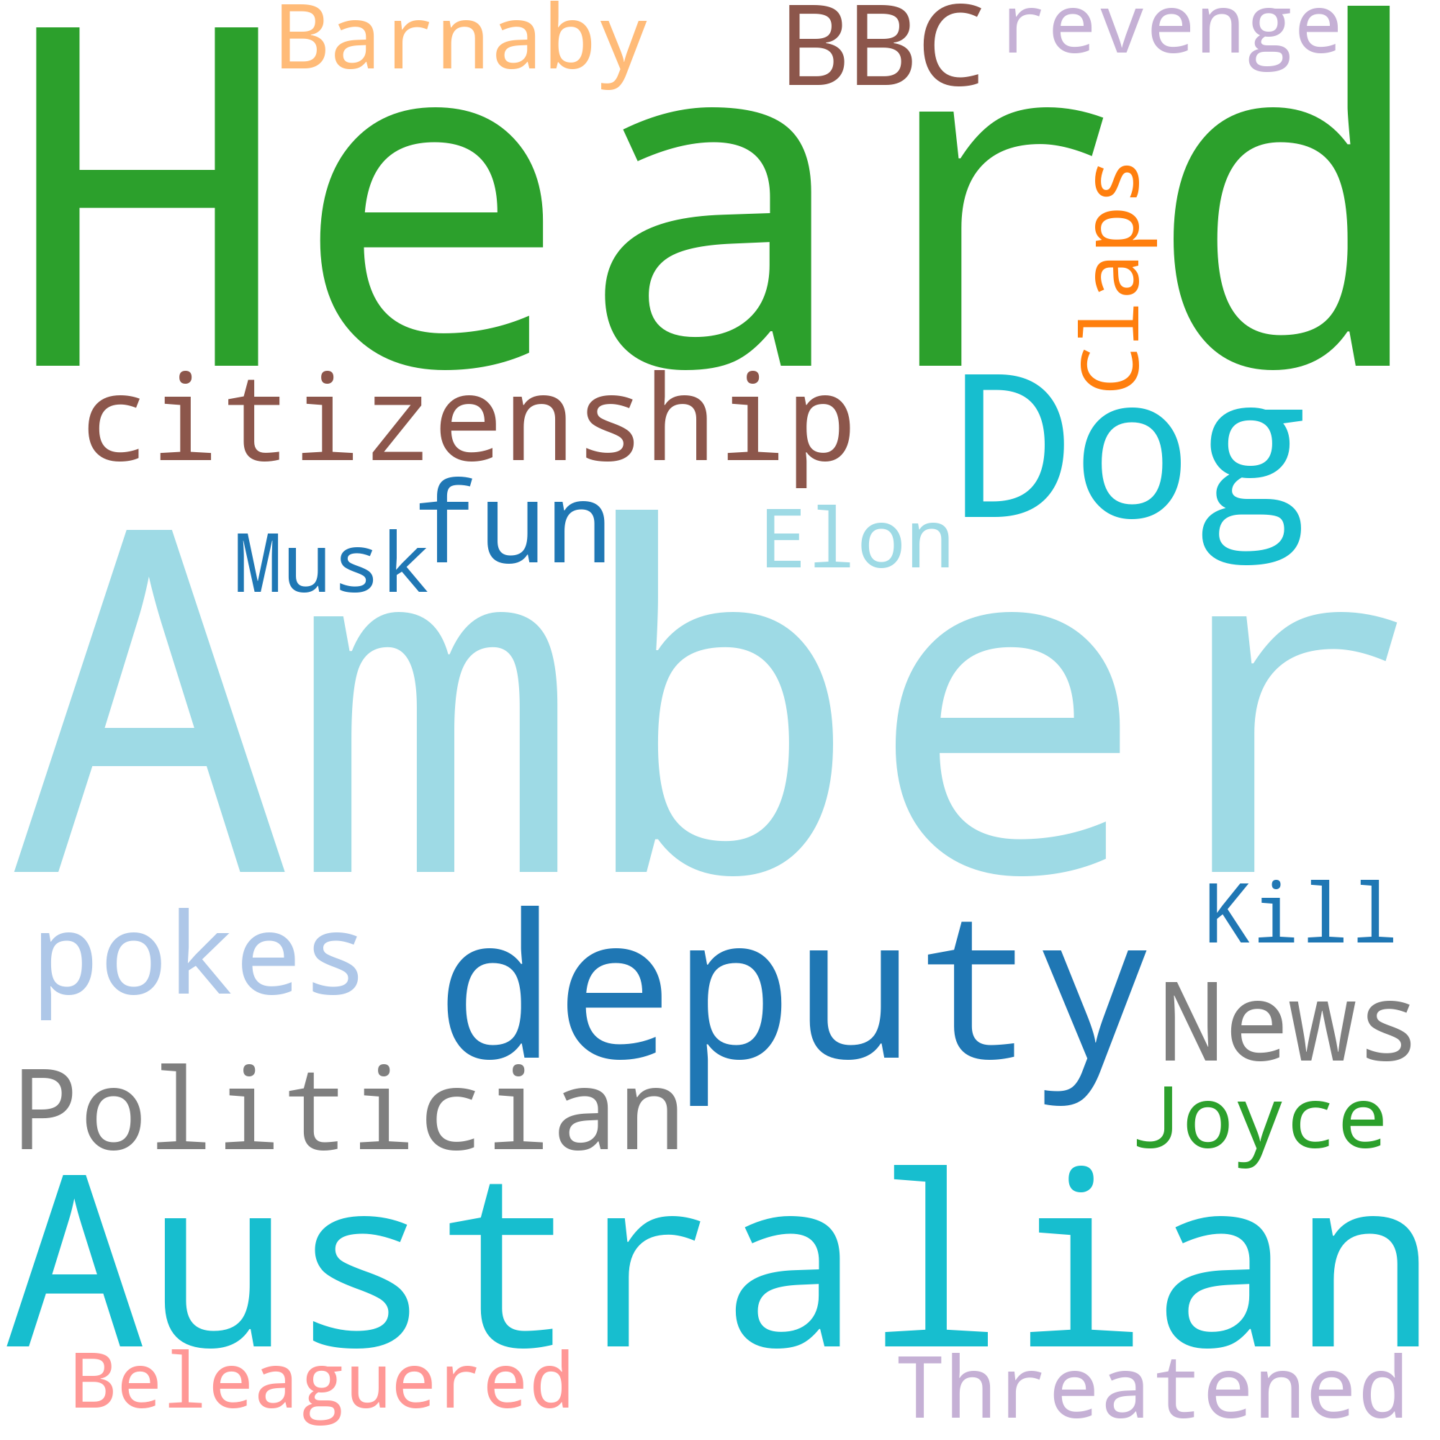 Barnaby
BBC
revenge
Heard
Claps
citizenship
Dog
fun
Musk
Elon
Amber
Kill
pokes
deputy
News
Politician
Joyce
Australian
Beleaguered
Threatened